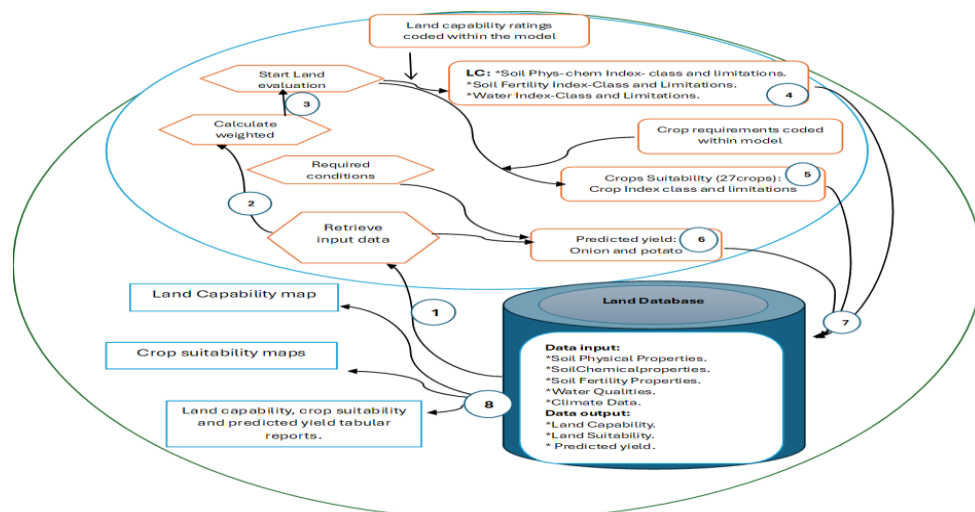 Land capability ratings
coded within the model
Start Land
evaluation
3
LC: *Soil Phys-chem Index- class and limitations.
*Soil Fertility Index-Class and Limitations.
*Water Index-Class and Limitations.
4
Calculate
weighted
Crop requirements coded
within model
Required
conditions
Crops Suitability (27crops):
Crop Index class and limitations
5
2
Retrieve
input data
Predicted yield:
Onion and potato
6
Land Capability map
1
Land Database
7
Crop suitability maps
Data input:
*Soil Physical Properties.
*SoilChemicalproperties.
*Soil Fertility Properties.
*Water Qualities.
*Climate Data.
Data output:
*Land Capability.
*Land Suitability.
* Predicted yield.
8
Land capability, crop suitability
and predicted yield tabular
reports.